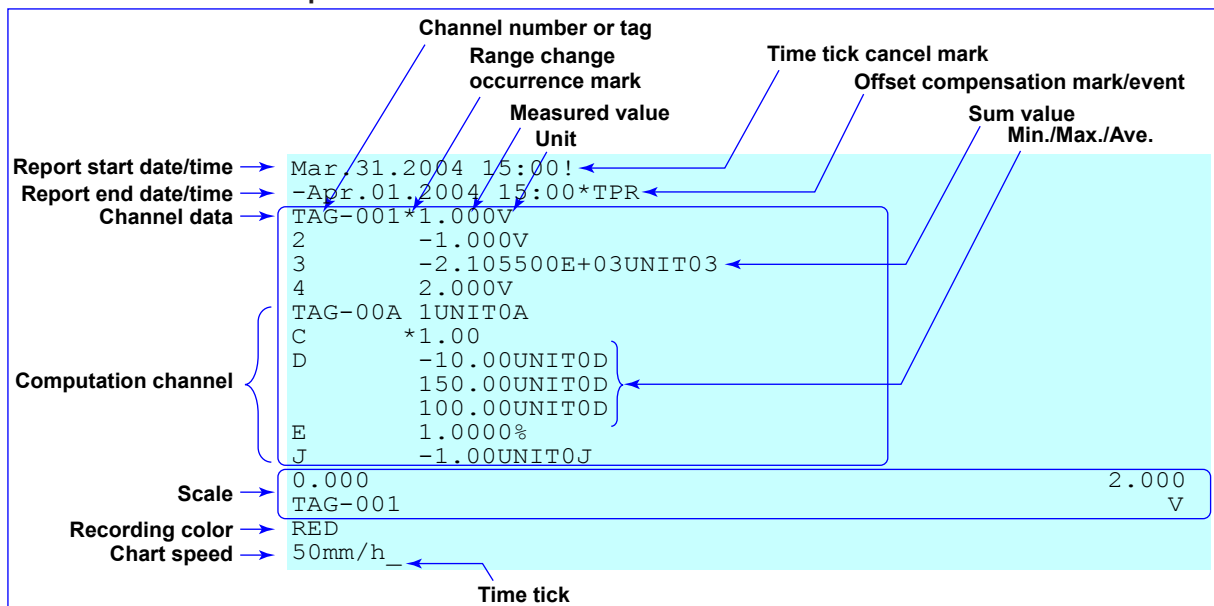 Channel number or tag
Range change
occurrence mark
Time tick cancel mark
Offset compensation mark/event
Measured value
Unit
Sum value
Min./Max./Ave.
Report start date/time
Mar.31.2004 15:00!
Report end date/time
-Apr.01.2004 15:00*TPR
Channel data
TAG-001*1.000V
2 -1.000V
3 -2.105500E+03UNIT03
4 2.000V
TAG-00A 1UNIT0A
C *1.00
D -10.00UNIT0D
Computation channel
150.00UNIT0D
100.00UNIT0D
E 1.0000%
J -1.00UNIT0J
Scale
0.000 2.000
TAG-001 V
Recording color
RED
Chart speed
50mm/h_
Time tick